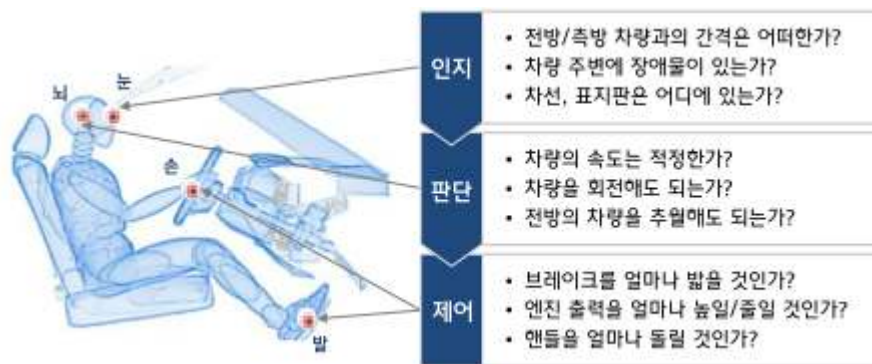 뇌
눈
손
발
인지
• 전방/측방 차량과의 간격은 어떠한가?
• 차량 주변에 장애물이 있는가?
• 차선, 표지판은 어디에 있는가?
판단
• 차량의 속도는 적정한가?
• 차량을 회전해도 되는가?
• 전방의 차량을 추월해도 되는가?
제어
• 브레이크를 얼마나 밟을 것인가?
• 엔진 출력을 얼마나 높일/줄일 것인가?
• 핸들을 얼마나 돌릴 것인가?